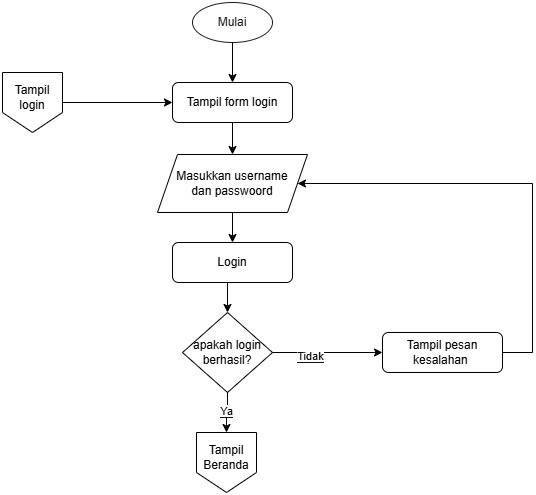 Mulai
Tampil
login
Tampil form login
Masukkan username
dan passwoord
Login
apakah login
berhasil?
Tidak
Tampil pesan
kesalahan
Ya
Tampil
Beranda